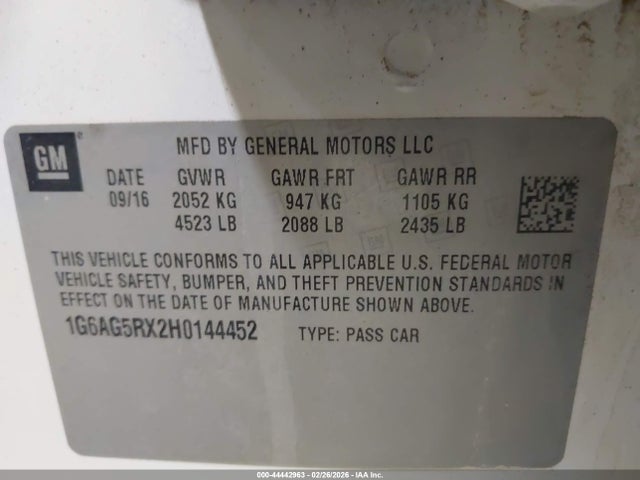 GM
MFD BY GENERAL MOTORS LLC
DATE GVWR GAWR FRT GAWR RR
09/16 2052 KG 947 KG 1105 KG
4523 LB 2088 LB 2435 LB
THIS VEHICLE CONFORMS TO ALL APPLICABLE U.S. FEDERAL MOTOR
VEHICLE SAFETY, BUMPER, AND THEFT PREVENTION STANDARDS IN
EFFECT ON THE DATE OF MANUFACTURE SHOWN ABOVE.
1G6AG5RX2H0144452 TYPE: PASS CAR
000-44442963 - 02/26/2026 - IAA Inc.